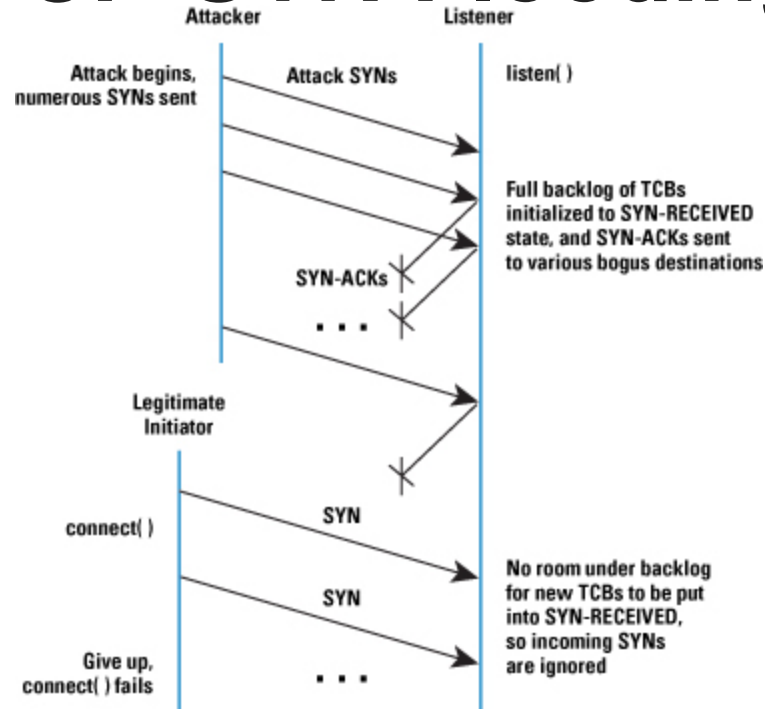 Attacker
Listener
Attack begins,
numerous SYNs sent
Attack SYNs
listen( )
Full backlog of TCBs
initialized to SYN-RECEIVED
state, and SYN-ACKs sent
to various bogus destinations
SYN-ACKs
. . .
Legitimate
Initiator
connect( )
SYN
SYN
No room under backlog
for new TCBs to be put
into SYN-RECEIVED,
so incoming SYNs
are ignored
Give up,
connect( ) fails
. . .